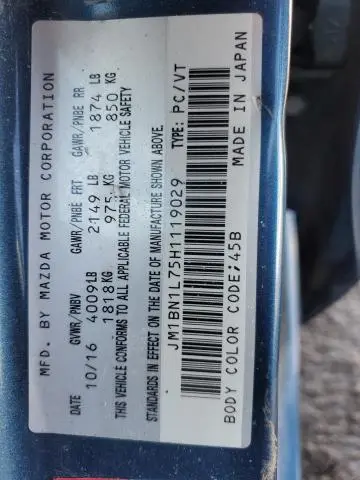 MFD. BY MAZDA MOTOR CORPORATION
DATE GVWR/PNBV GAWR/PNBE FRT GAWR/PNBE RR
10/16 4009LB 2149 LB 1874 LB
1818KG 975 KG 850 KG
THIS VEHICLE CONFORMS TO ALL APPLICABLE FEDERAL MOTOR VEHICLE SAFETY
STANDARDS IN EFFECT ON THE DATE OF MANUFACTURE SHOWN ABOVE.
JM1BN1L75H1119029 TYPE: PC/VT
BODY COLOR CODE;45B MADE IN JAPAN